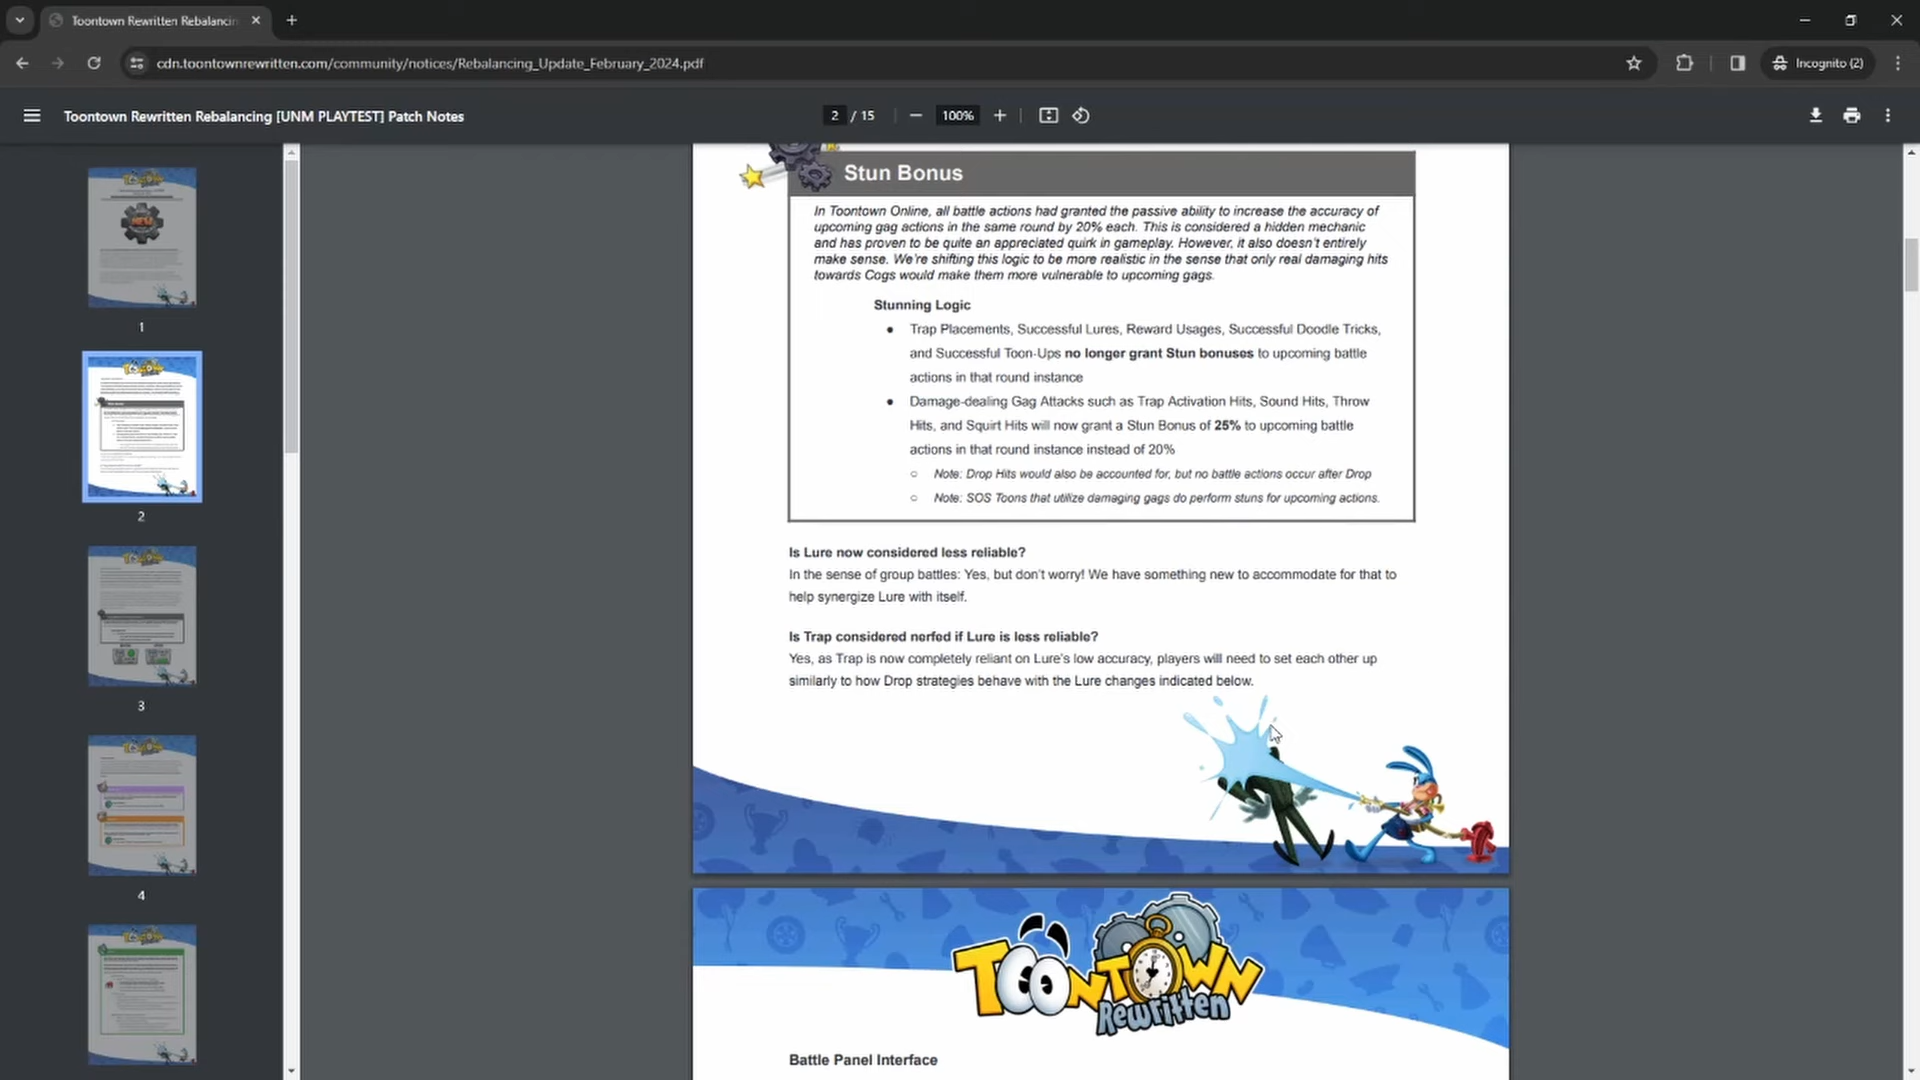 Toontown Rewritten Rebalancin
cdn.toontownrewritten.com/community/notices/Rebalancing_Update_February_2024.pdf
Incognito (2)
Toontown Rewritten Rebalancing [UNM PLAYTEST] Patch Notes
2 / 15
100%
Stun Bonus
In Toontown Online, all battle actions had granted the passive ability to increase the accuracy of
upcoming gag actions in the same round by 20% each. This is considered a hidden mechanic
and has proven to be quite an appreciated quirk in gameplay. However, it also doesn't entirely
make sense. We're shifting this logic to be more realistic in the sense that only real damaging hits
towards Cogs would make them more vulnerable to upcoming gags.
Stunning Logic
● Trap Placements, Successful Lures, Reward Usages, Successful Doodle Tricks,
and Successful Toon-Ups no longer grant Stun bonuses to upcoming battle
actions in that round instance
● Damage-dealing Gag Attacks such as Trap Activation Hits, Sound Hits, Throw
Hits, and Squirt Hits will now grant a Stun Bonus of 25% to upcoming battle
actions in that round instance instead of 20%
○ Note: Drop Hits would also be accounted for, but no battle actions occur after Drop
○ Note: SOS Toons that utilize damaging gags do perform stuns for upcoming actions.
Is Lure now considered less reliable?
In the sense of group battles: Yes, but don't worry! We have something new to accommodate for that to
help synergize Lure with itself.
Is Trap considered nerfed if Lure is less reliable?
Yes, as Trap is now completely reliant on Lure's low accuracy, players will need to set each other up
similarly to how Drop strategies behave with the Lure changes indicated below.
TOONTOWN
Rewritten
Battle Panel Interface
1
2
3
4